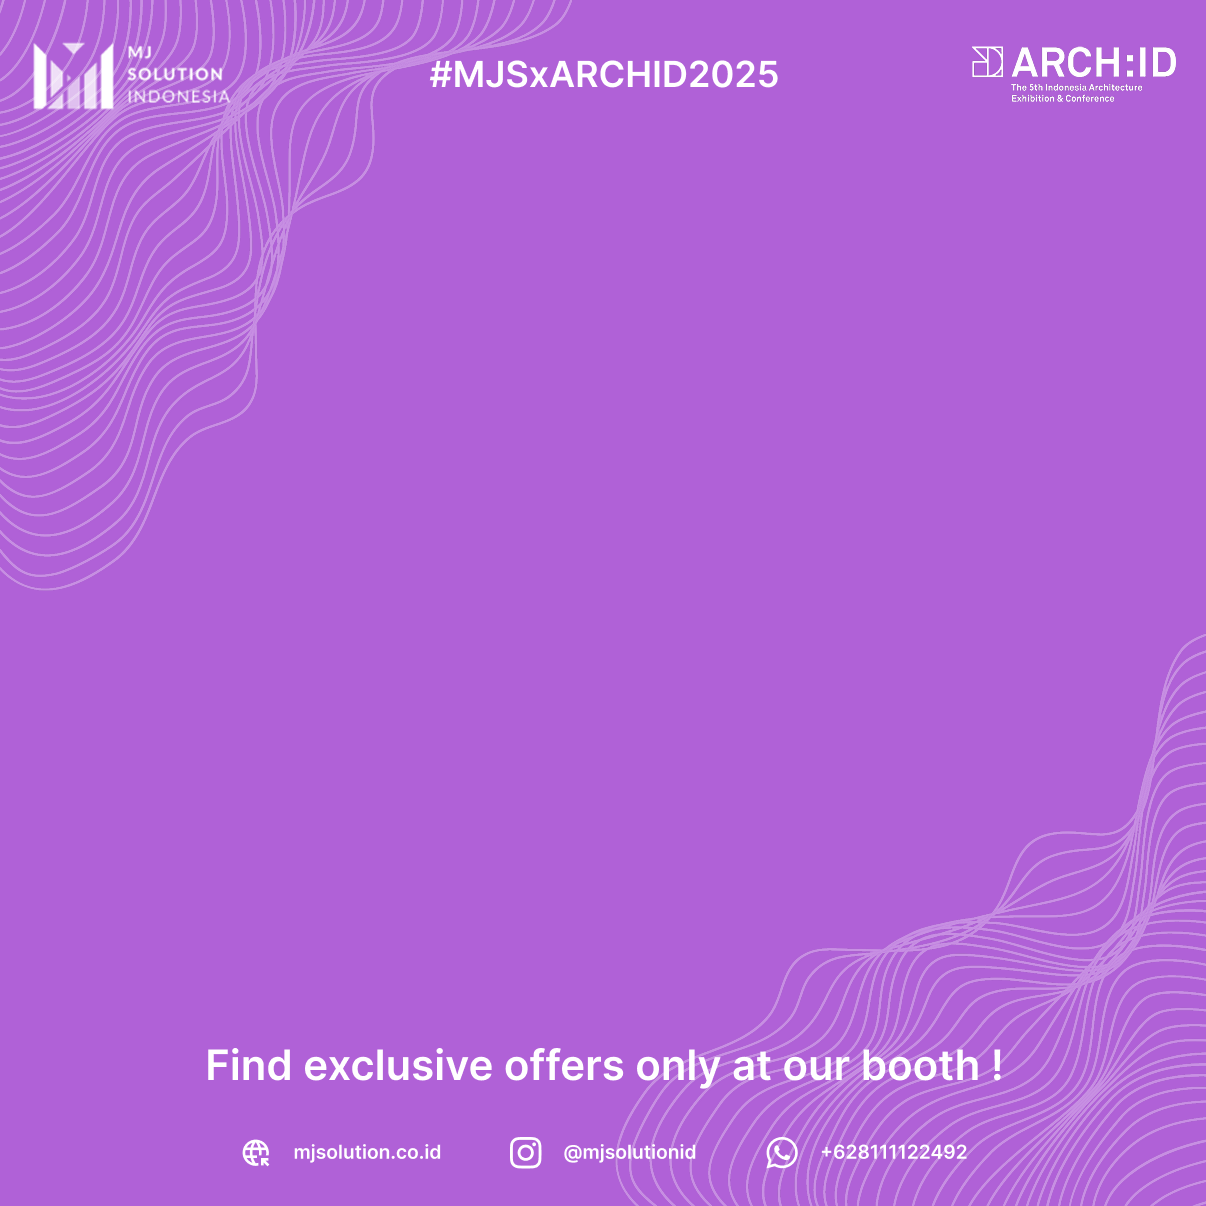 MJ
SOLUTION
INDONESIA
#MJSxARCHID2025
ARCH:ID
The 5th Indonesia Architecture
Exhibition & Conference
Find exclusive offers only at our booth !
mjsolution.co.id
@mjsolutionid
+628111122492